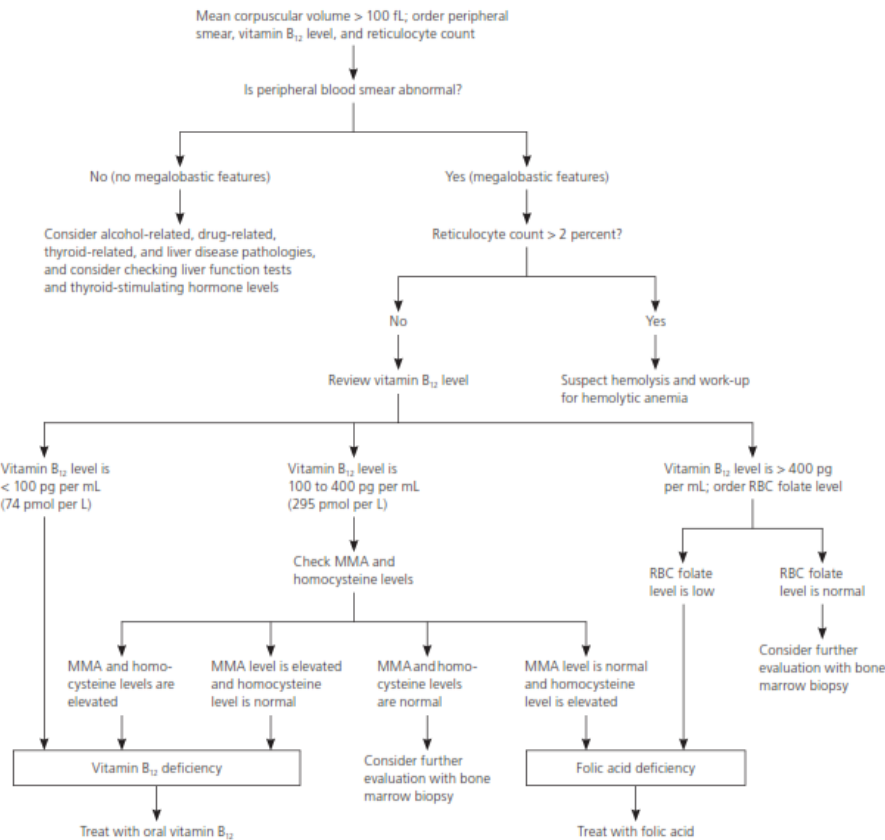 Mean corpuscular volume > 100 fL; order peripheral
smear, vitamin B₁₂ level, and reticulocyte count
Is peripheral blood smear abnormal?
No (no megalobastic features)
Yes (megalobastic features)
Consider alcohol-related, drug-related,
thyroid-related, and liver disease pathologies,
and consider checking liver function tests
and thyroid-stimulating hormone levels
Reticulocyte count > 2 percent?
No
Yes
Review vitamin B₁₂ level
Suspect hemolysis and work-up
for hemolytic anemia
Vitamin B₁₂ level is
< 100 pg per mL
(74 pmol per L)
Vitamin B₁₂ level is
100 to 400 pg per mL
(295 pmol per L)
Vitamin B₁₂ level is > 400 pg
per mL; order RBC folate level
Check MMA and
homocysteine levels
RBC folate
level is low
RBC folate
level is normal
Consider further
evaluation with bone
marrow biopsy
MMA and homo-
cysteine levels are
elevated
MMA level is elevated
and homocysteine
level is normal
MMA and homo-
cysteine levels
are normal
MMA level is normal
and homocysteine
level is elevated
Vitamin B₁₂ deficiency
Consider further
evaluation with bone
marrow biopsy
Folic acid deficiency
Treat with oral vitamin B₁₂
Treat with folic acid